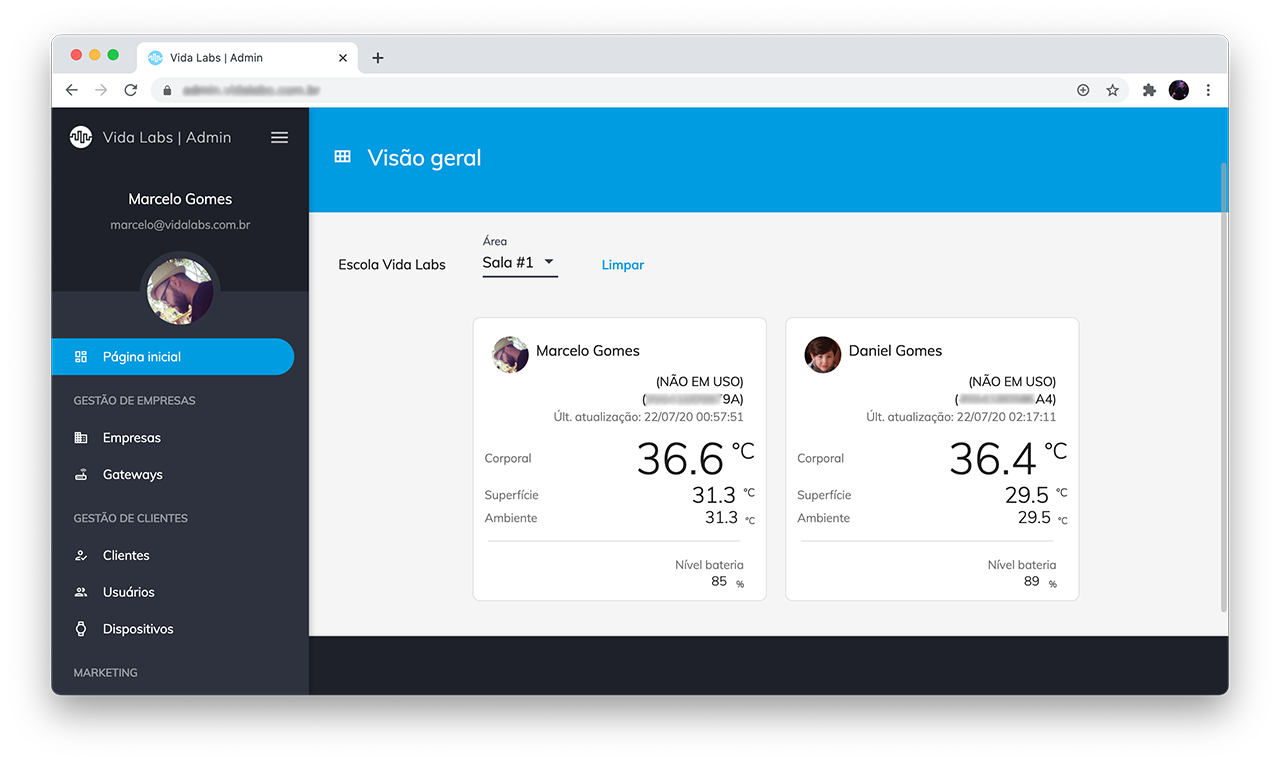 Vida Labs | Admin
Vida Labs | Admin
Marcelo Gomes
marcelo@vidalabs.com.br
Página inicial
GESTÃO DE EMPRESAS
Empresas
Gateways
GESTÃO DE CLIENTES
Clientes
Usuários
Dispositivos
MARKETING
Visão geral
Escola Vida Labs
Área
Sala #1
Limpar
Marcelo Gomes
(NÃO EM USO)
9A)
Últ. atualização: 22/07/20 00:57:51
Corporal 36.6 °C
Superfície 31.3 °C
Ambiente 31.3 °C
Nível bateria
85 %
Daniel Gomes
(NÃO EM USO)
A4)
Últ. atualização: 22/07/20 02:17:11
Corporal 36.4 °C
Superfície 29.5 °C
Ambiente 29.5 °C
Nível bateria
89 %